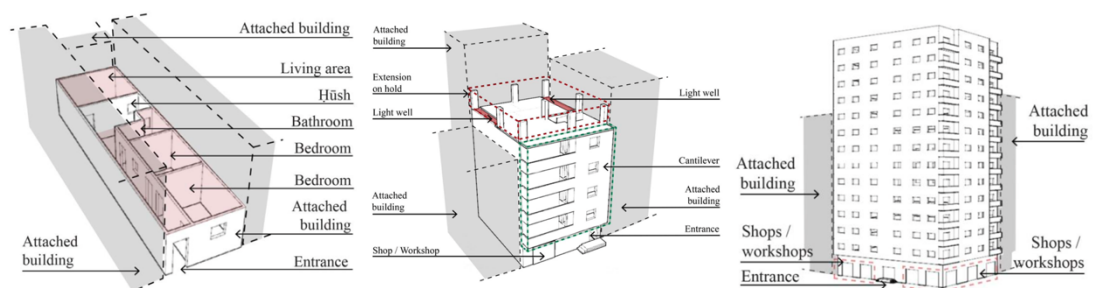 Attached building
Living area
Ḥūsh
Bathroom
Bedroom
Bedroom
Attached
building
Attached
building
Entrance
Attached
building
Extension
on hold
Light well
Light well
Cantilever
Attached
building
Attached
building
Entrance
Shop / Workshop
Attached
building
Attached
building
Shops /
workshops
Shops /
workshops
Entrance